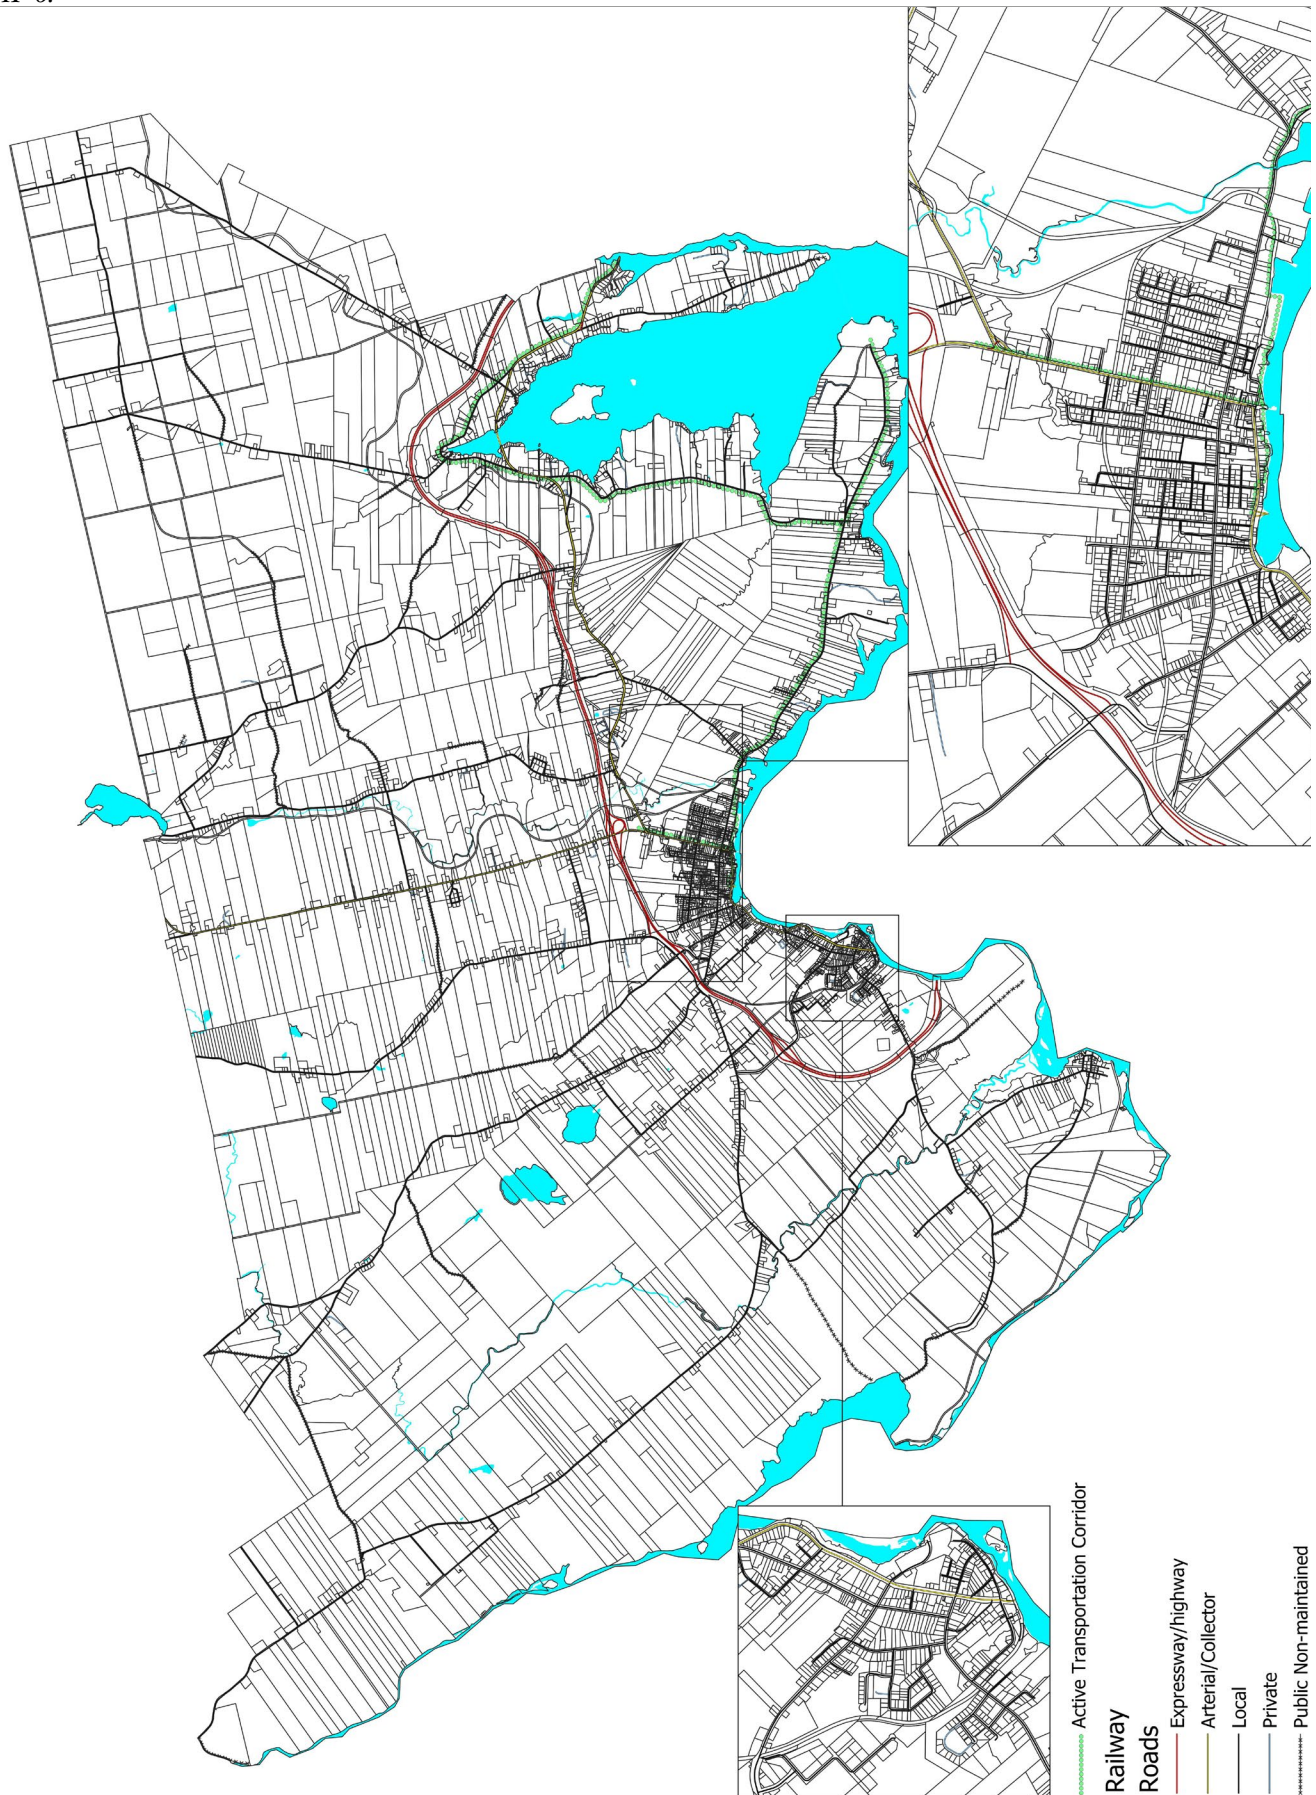 Active Transportation Corridor
Railway
Roads
Expressway/highway
Arterial/Collector
Local
Private
Public Non-maintained